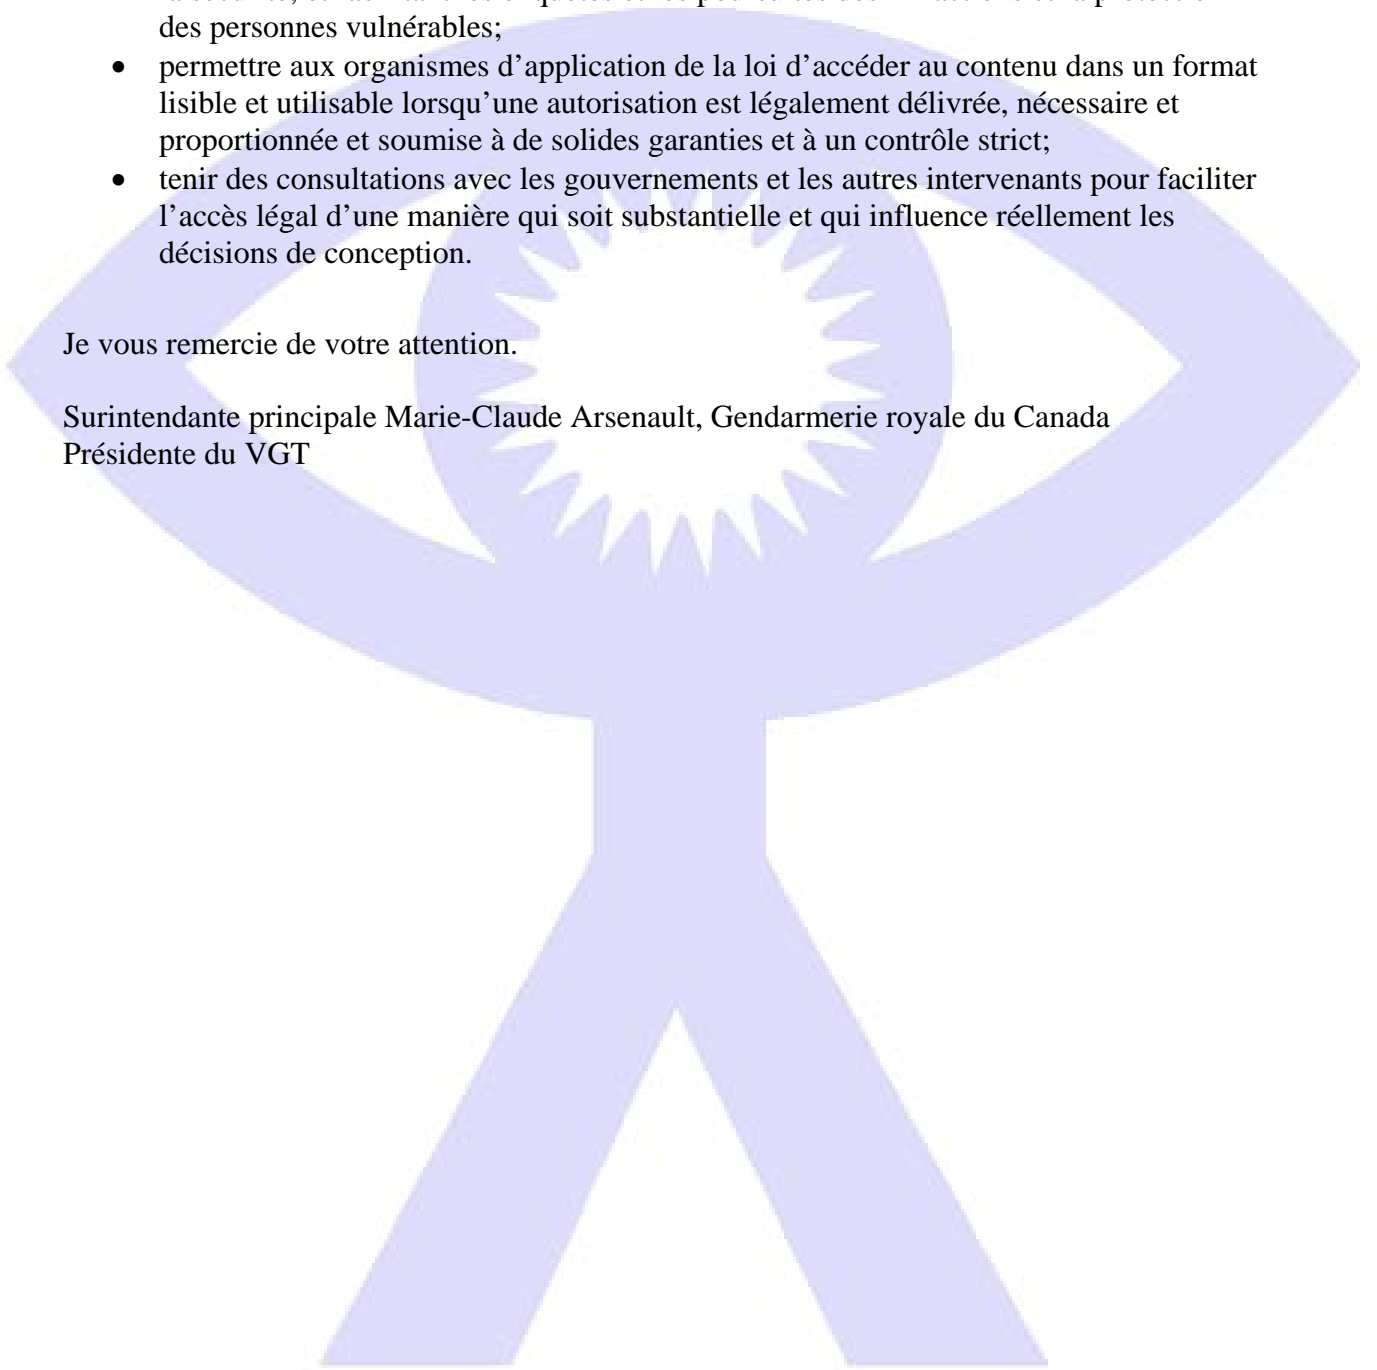 des personnes vulnérables;
• permettre aux organismes d’application de la loi d’accéder au contenu dans un format
lisible et utilisable lorsqu’une autorisation est légalement délivrée, nécessaire et
proportionnée et soumise à de solides garanties et à un contrôle strict;
• tenir des consultations avec les gouvernements et les autres intervenants pour faciliter
l’accès légal d’une manière qui soit substantielle et qui influence réellement les
décisions de conception.
Je vous remercie de votre attention.
Surintendante principale Marie-Claude Arsenault, Gendarmerie royale du Canada
Présidente du VGT